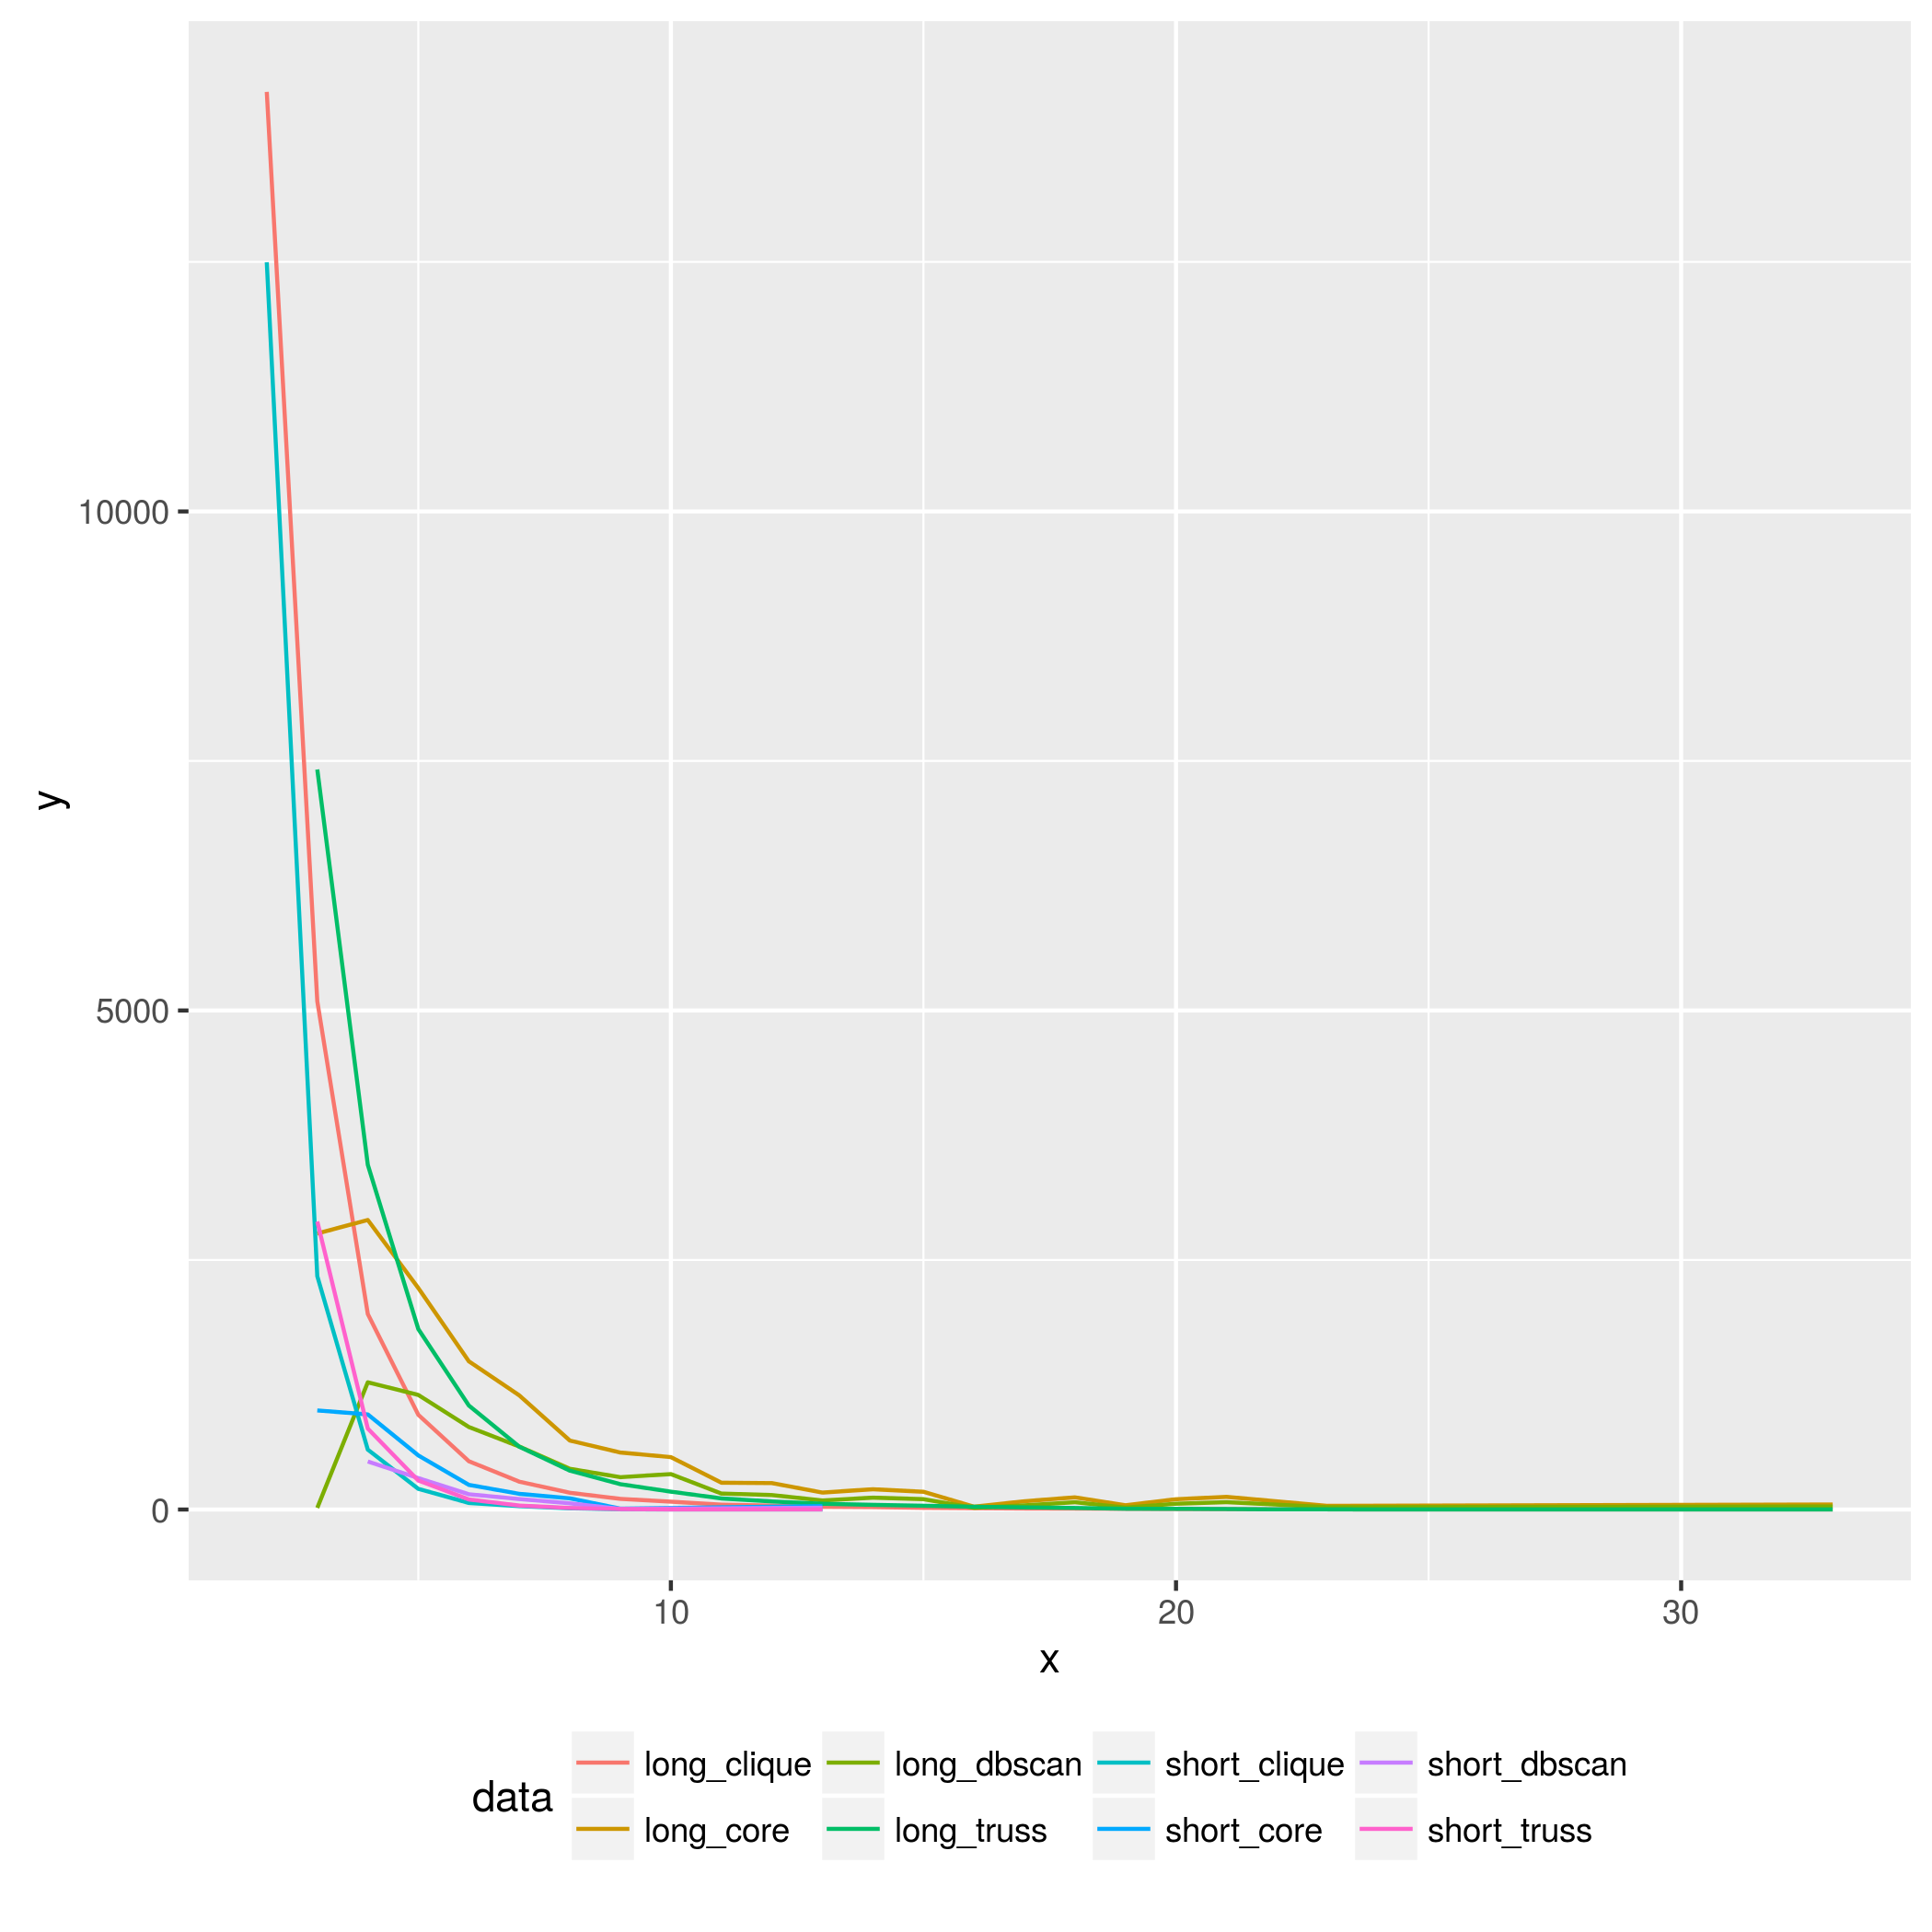 y
10000
5000
0
10 20 30
x
data
long_clique long_dbscan short_clique short_dbscan
long_core long_truss short_core short_truss